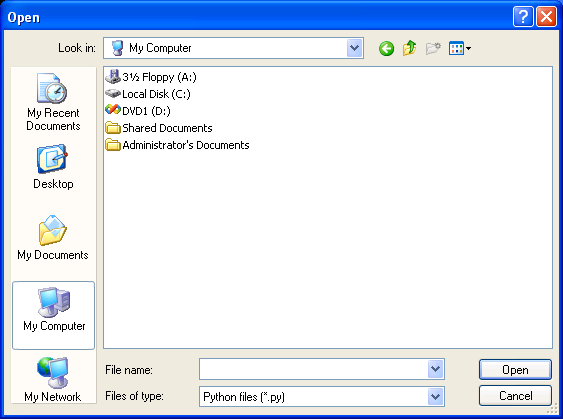 Open
Look in: My Computer
My Recent
Documents
Desktop
My Documents
My Computer
My Network
3½ Floppy (A:)
Local Disk (C:)
DVD1 (D:)
Shared Documents
Administrator's Documents
File name:
Open
Files of type: Python files (*.py)
Cancel